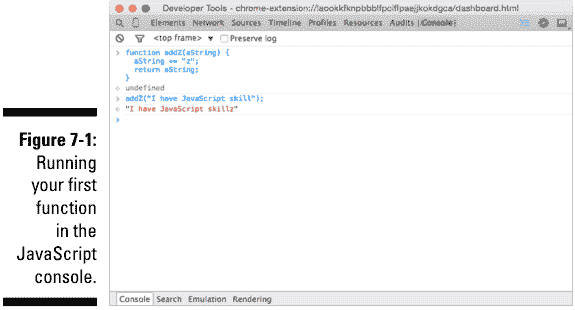 Developer Tools - chrome-extension://laookkfknpbbblfpciffpaejjkokdgca/dashboard.html
Elements Network Sources Timeline Profiles Resources Audits Console
<top frame> Preserve log
function addZ(aString) {
aString += "z";
return aString;
}
undefined
addZ("I have JavaScript skill");
"I have JavaScript skillz"
Console Search Emulation Rendering
Figure 7-1:
Running
your first
function
in the
JavaScript
console.